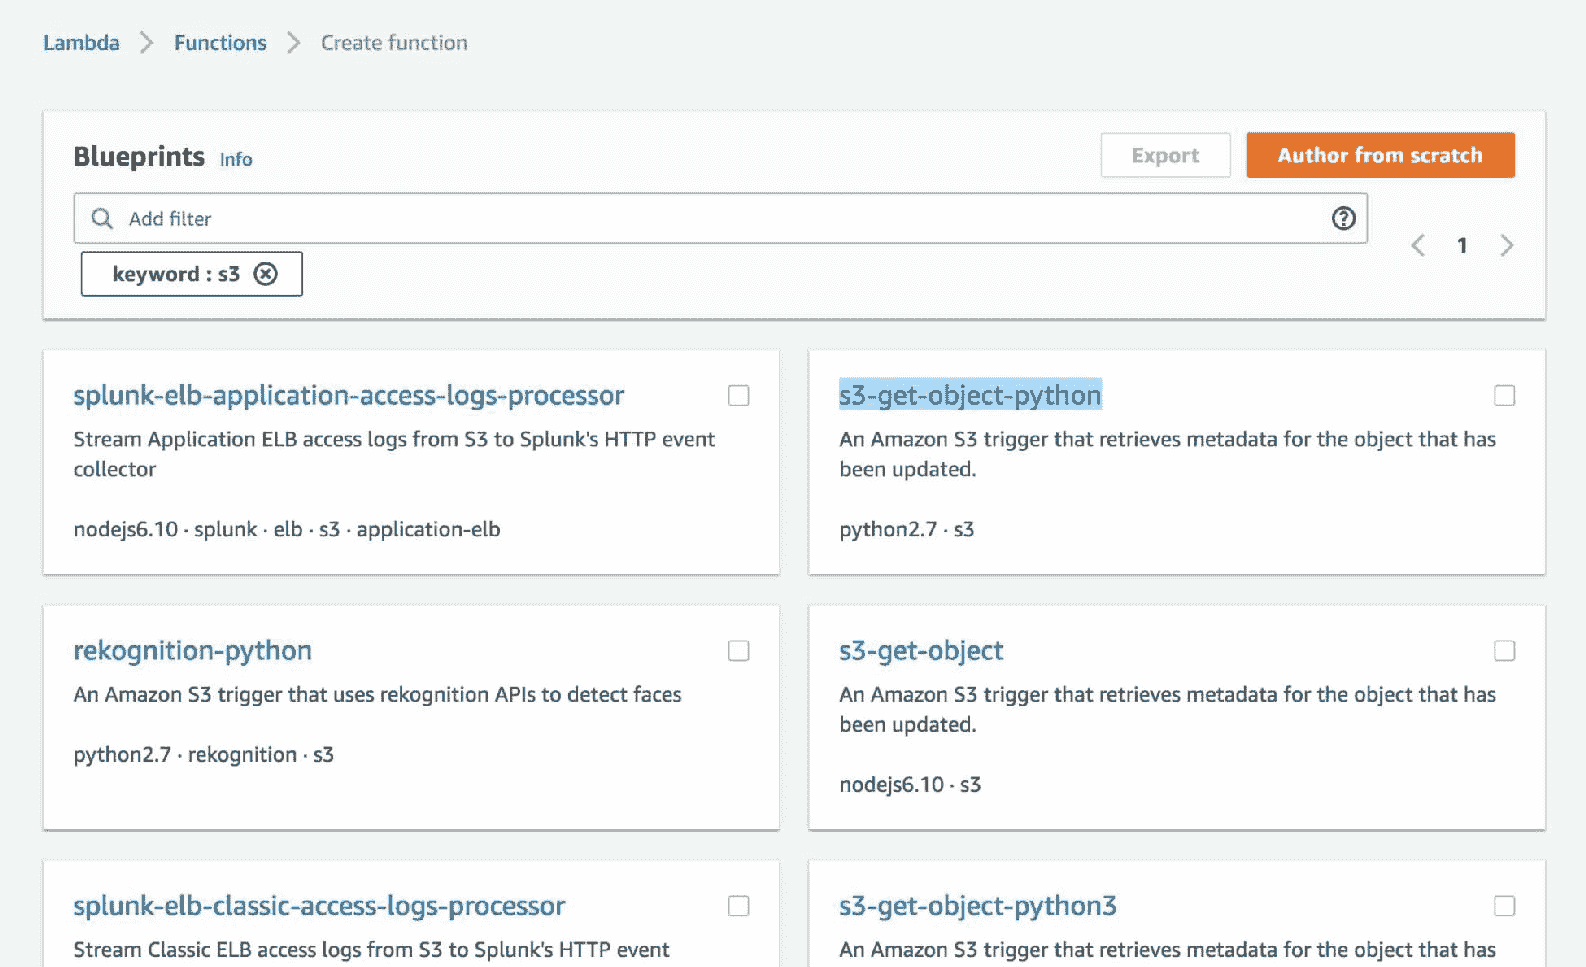 Lambda > Functions > Create function
Blueprints Info
Export
Author from scratch
Add filter
1
keyword : s3
splunk-elb-application-access-logs-processor
Stream Application ELB access logs from S3 to Splunk's HTTP event
collector
nodejs6.10 · splunk · elb · s3 · application-elb
s3-get-object-python
An Amazon S3 trigger that retrieves metadata for the object that has
been updated.
python2.7 · s3
rekognition-python
An Amazon S3 trigger that uses rekognition APIs to detect faces
python2.7 · rekognition · s3
s3-get-object
An Amazon S3 trigger that retrieves metadata for the object that has
been updated.
nodejs6.10 · s3
splunk-elb-classic-access-logs-processor
Stream Classic ELB access logs from S3 to Splunk's HTTP event
s3-get-object-python3
An Amazon S3 trigger that retrieves metadata for the object that has